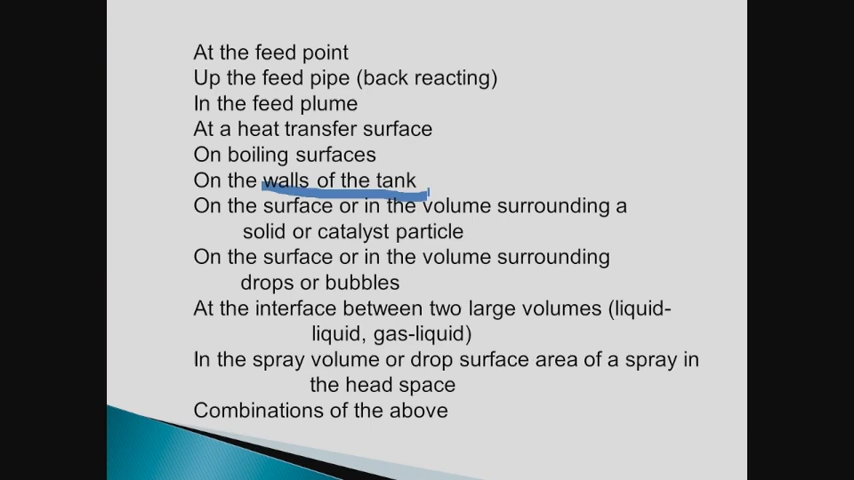 At the feed point
Up the feed pipe (back reacting)
In the feed plume
At a heat transfer surface
On boiling surfaces
On the walls of the tank
On the surface or in the volume surrounding a
solid or catalyst particle
On the surface or in the volume surrounding
drops or bubbles
At the interface between two large volumes (liquid-
liquid, gas-liquid)
In the spray volume or drop surface area of a spray in
the head space
Combinations of the above